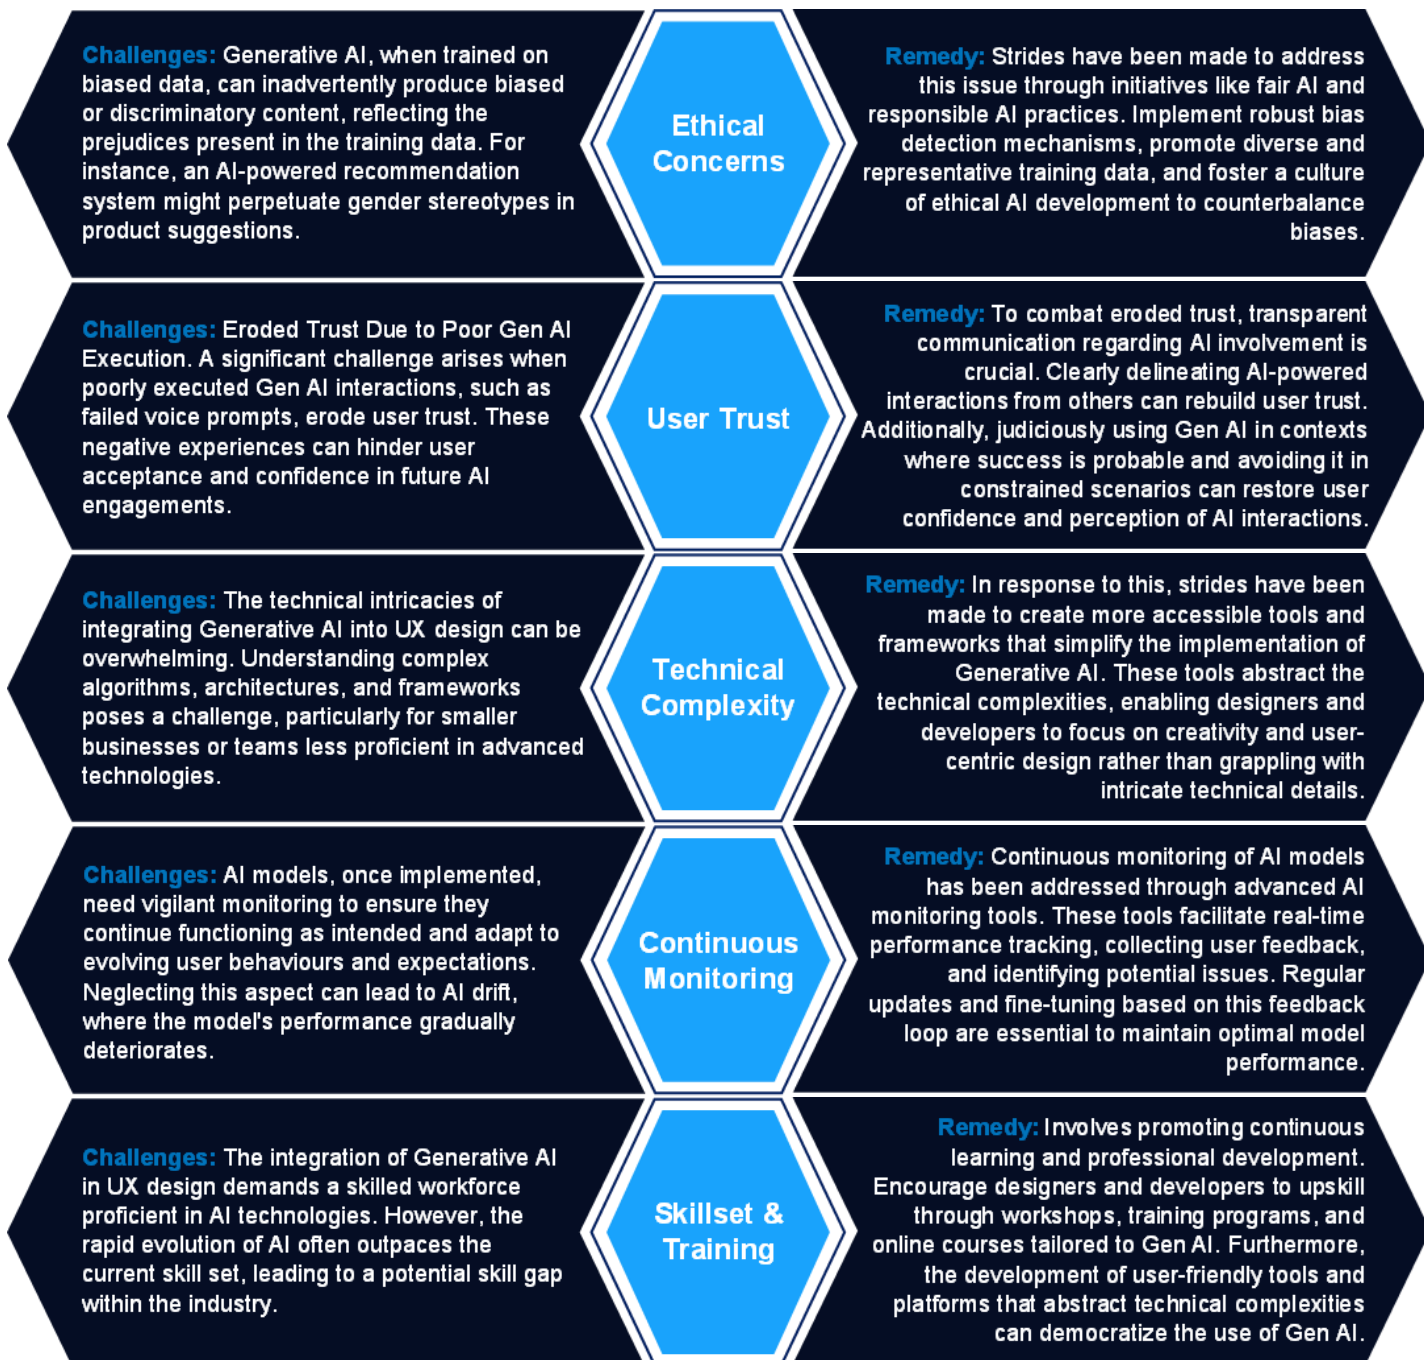 Challenges: Generative AI, when trained on
biased data, can inadvertently produce biased
or discriminatory content, reflecting the
prejudices present in the training data. For
instance, an AI-powered recommendation
system might perpetuate gender stereotypes in
product suggestions.
Ethical
Concerns
Remedy: Strides have been made to address
this issue through initiatives like fair AI and
responsible AI practices. Implement robust bias
detection mechanisms, promote diverse and
representative training data, and foster a culture
of ethical AI development to counterbalance
biases.
Challenges: Eroded Trust Due to Poor Gen AI
Execution. A significant challenge arises when
poorly executed Gen AI interactions, such as
failed voice prompts, erode user trust. These
negative experiences can hinder user
acceptance and confidence in future AI
engagements.
User Trust
Remedy: To combat eroded trust, transparent
communication regarding AI involvement is
crucial. Clearly delineating AI-powered
interactions from others can rebuild user trust.
Additionally, judiciously using Gen AI in contexts
where success is probable and avoiding it in
constrained scenarios can restore user
confidence and perception of AI interactions.
Challenges: The technical intricacies of
integrating Generative AI into UX design can be
overwhelming. Understanding complex
algorithms, architectures, and frameworks
poses a challenge, particularly for smaller
businesses or teams less proficient in advanced
technologies.
Technical
Complexity
Remedy: In response to this, strides have been
made to create more accessible tools and
frameworks that simplify the implementation of
Generative AI. These tools abstract the
technical complexities, enabling designers and
developers to focus on creativity and user-
centric design rather than grappling with
intricate technical details.
Challenges: AI models, once implemented,
need vigilant monitoring to ensure they
continue functioning as intended and adapt to
evolving user behaviours and expectations.
Neglecting this aspect can lead to AI drift,
where the model's performance gradually
deteriorates.
Continuous
Monitoring
Remedy: Continuous monitoring of AI models
has been addressed through advanced AI
monitoring tools. These tools facilitate real-time
performance tracking, collecting user feedback,
and identifying potential issues. Regular
updates and fine-tuning based on this feedback
loop are essential to maintain optimal model
performance.
Challenges: The integration of Generative AI
in UX design demands a skilled workforce
proficient in AI technologies. However, the
rapid evolution of AI often outpaces the
current skill set, leading to a potential skill gap
within the industry.
Skillset &
Training
Remedy: Involves promoting continuous
learning and professional development.
Encourage designers and developers to upskill
through workshops, training programs, and
online courses tailored to Gen AI. Furthermore,
the development of user-friendly tools and
platforms that abstract technical complexities
can democratize the use of Gen AI.